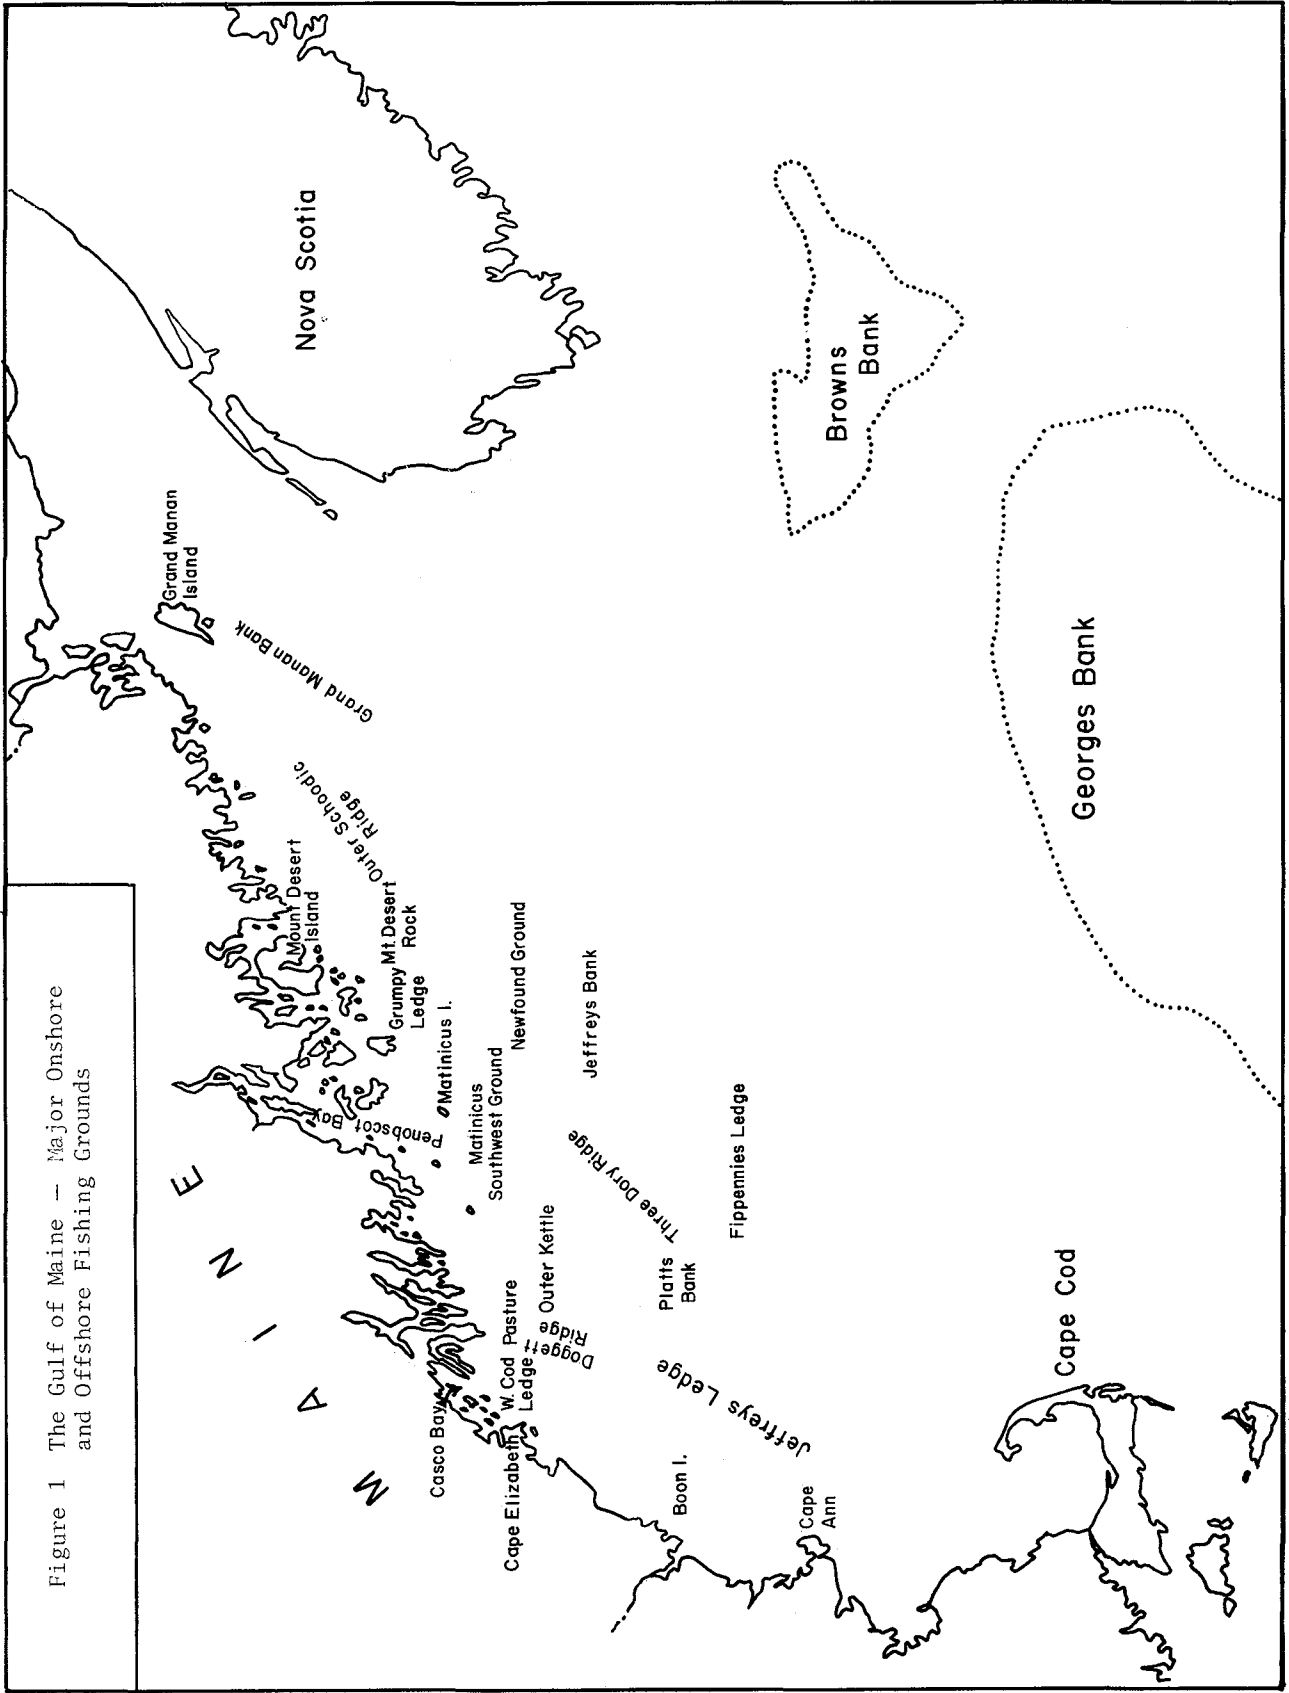 Figure 1 The Gulf of Maine — Major Onshore
and Offshore Fishing Grounds
MAINE
Nova Scotia
Grand Manan
Island
Grand Manan Bank
Outer Schoodic
Ridge
Mount Desert
Island
Mt. Desert
Rock
Grumpy
Ledge
Matinicus I.
Penobscot Bay
Matinicus
Southwest Ground
Newfound Ground
Jeffreys Bank
Three Dory Ridge
Fippennies Ledge
Platts
Bank
Outer Kettle
Doggett
Ridge
Pasture
W. Cod
Ledge
Casco Bay
Cape Elizabeth
Jeffreys Ledge
Boon I.
Cape
Ann
Cape Cod
Browns
Bank
Georges Bank